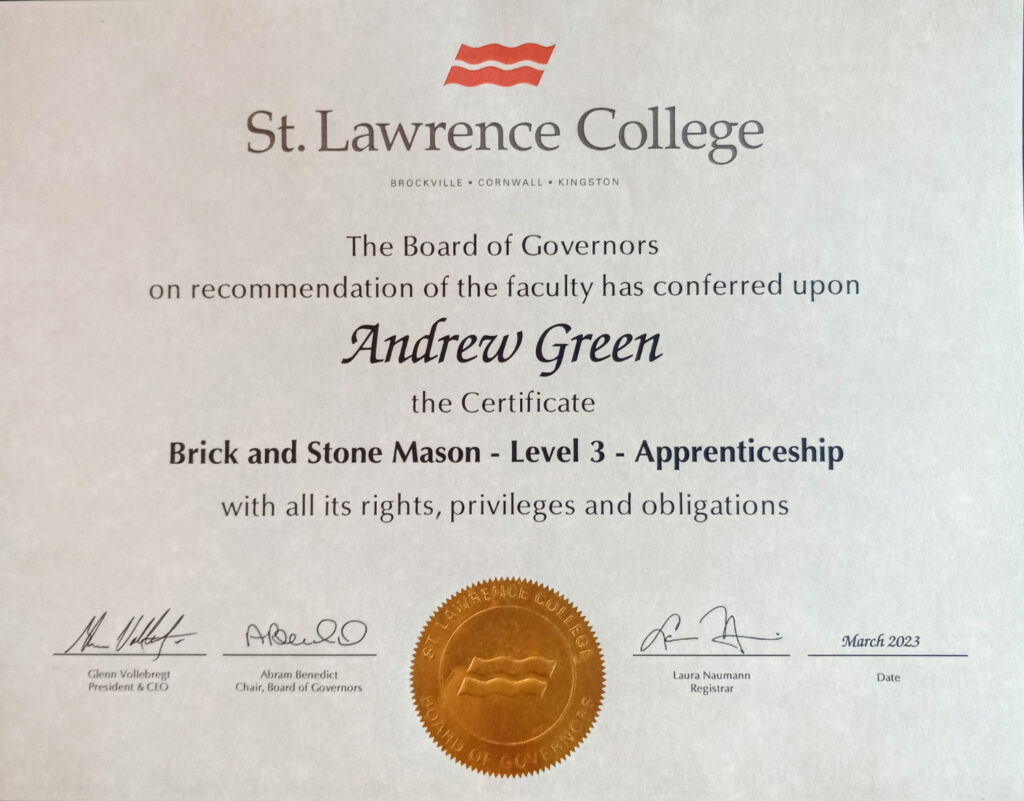 St. Lawrence College
BROCKVILLE • CORNWALL • KINGSTON
The Board of Governors
on recommendation of the faculty has conferred upon
Andrew Green
the Certificate
Brick and Stone Mason - Level 3 - Apprenticeship
with all its rights, privileges and obligations
Glenn Vollebregt
President & CEO
Abram Benedict
Chair, Board of Governors
ST. LAWRENCE COLLEGE
BOARD OF GOVERNORS
Laura Naumann
Registrar
March 2023
Date